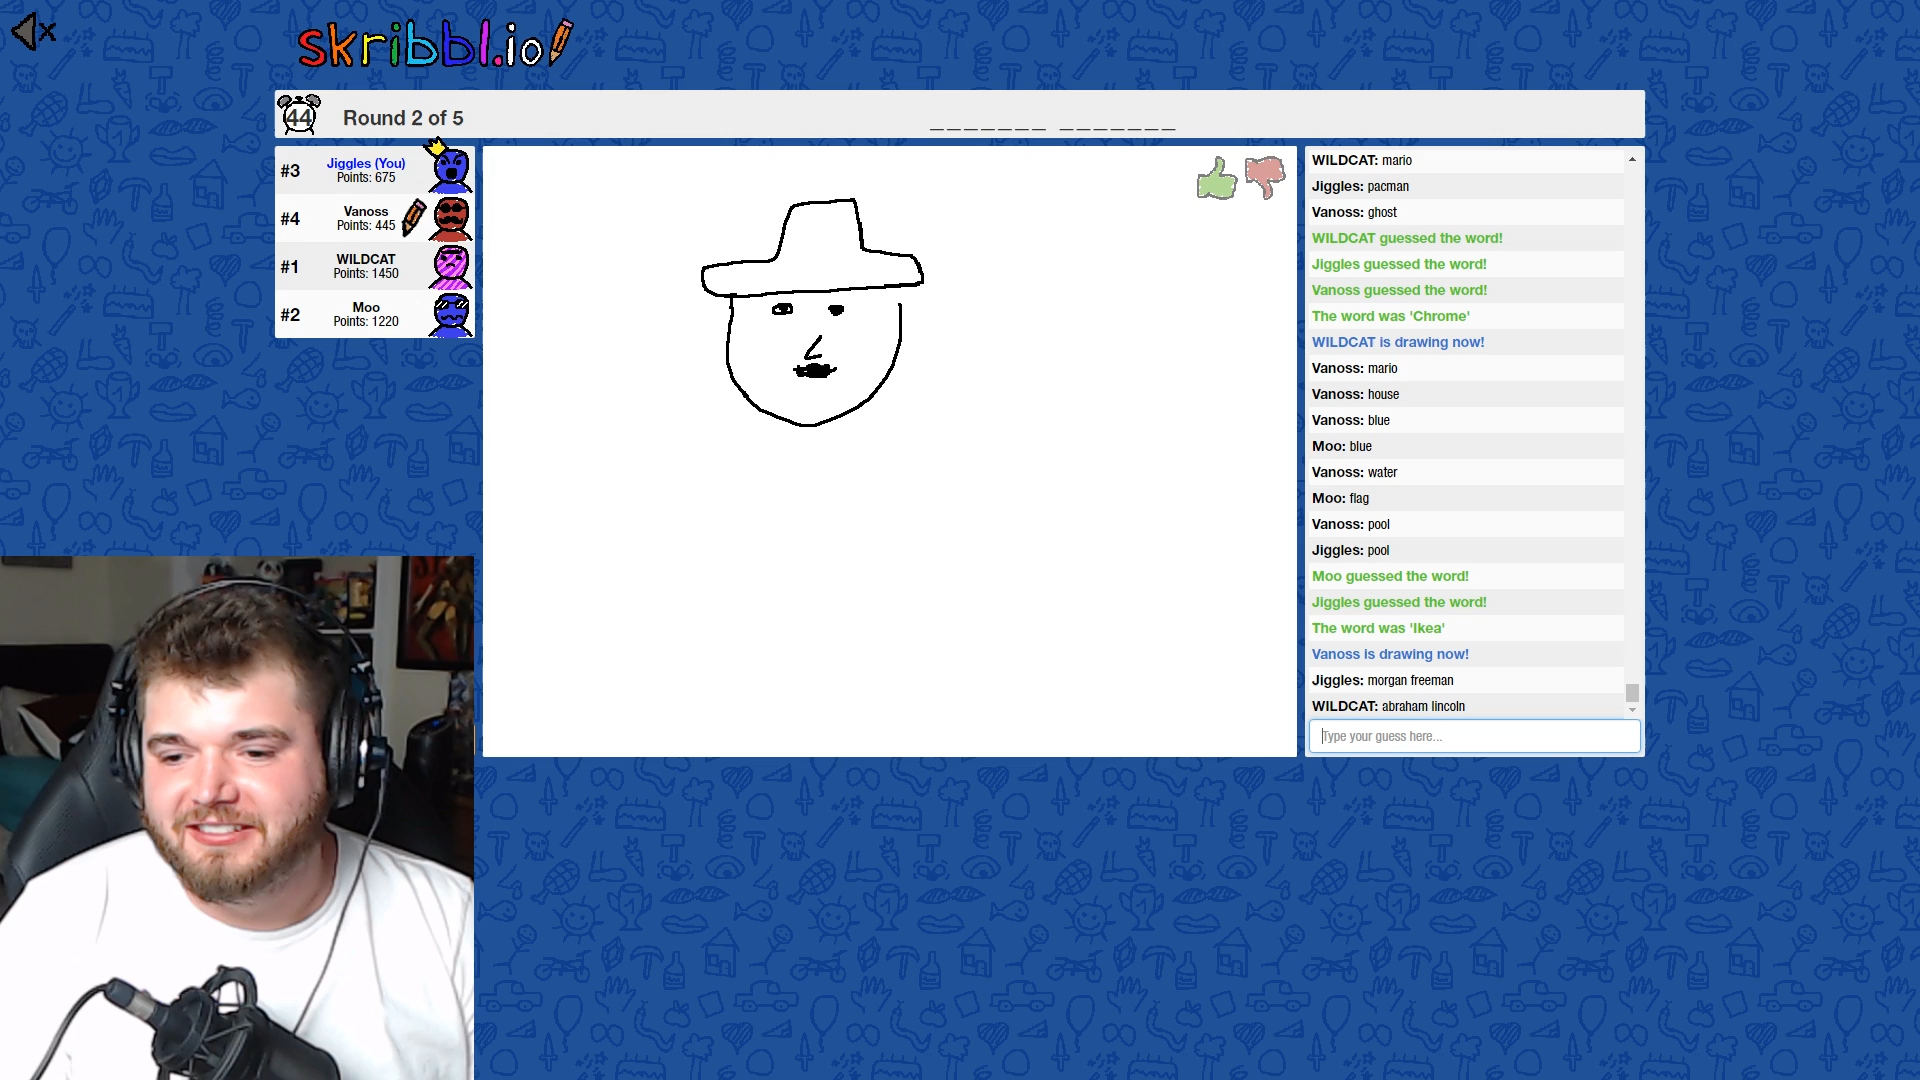 skribbl.io
44
Round 2 of 5
_______ _______
#3
Jiggles (You)
Points: 675
#4
Vanoss
Points: 445
#1
WILDCAT
Points: 1450
#2
Moo
Points: 1220
WILDCAT: mario
Jiggles: pacman
Vanoss: ghost
WILDCAT guessed the word!
Jiggles guessed the word!
Vanoss guessed the word!
The word was 'Chrome'
WILDCAT is drawing now!
Vanoss: mario
Vanoss: house
Vanoss: blue
Moo: blue
Vanoss: water
Moo: flag
Vanoss: pool
Jiggles: pool
Moo guessed the word!
Jiggles guessed the word!
The word was 'Ikea'
Vanoss is drawing now!
Jiggles: morgan freeman
WILDCAT: abraham lincoln
Type your guess here...